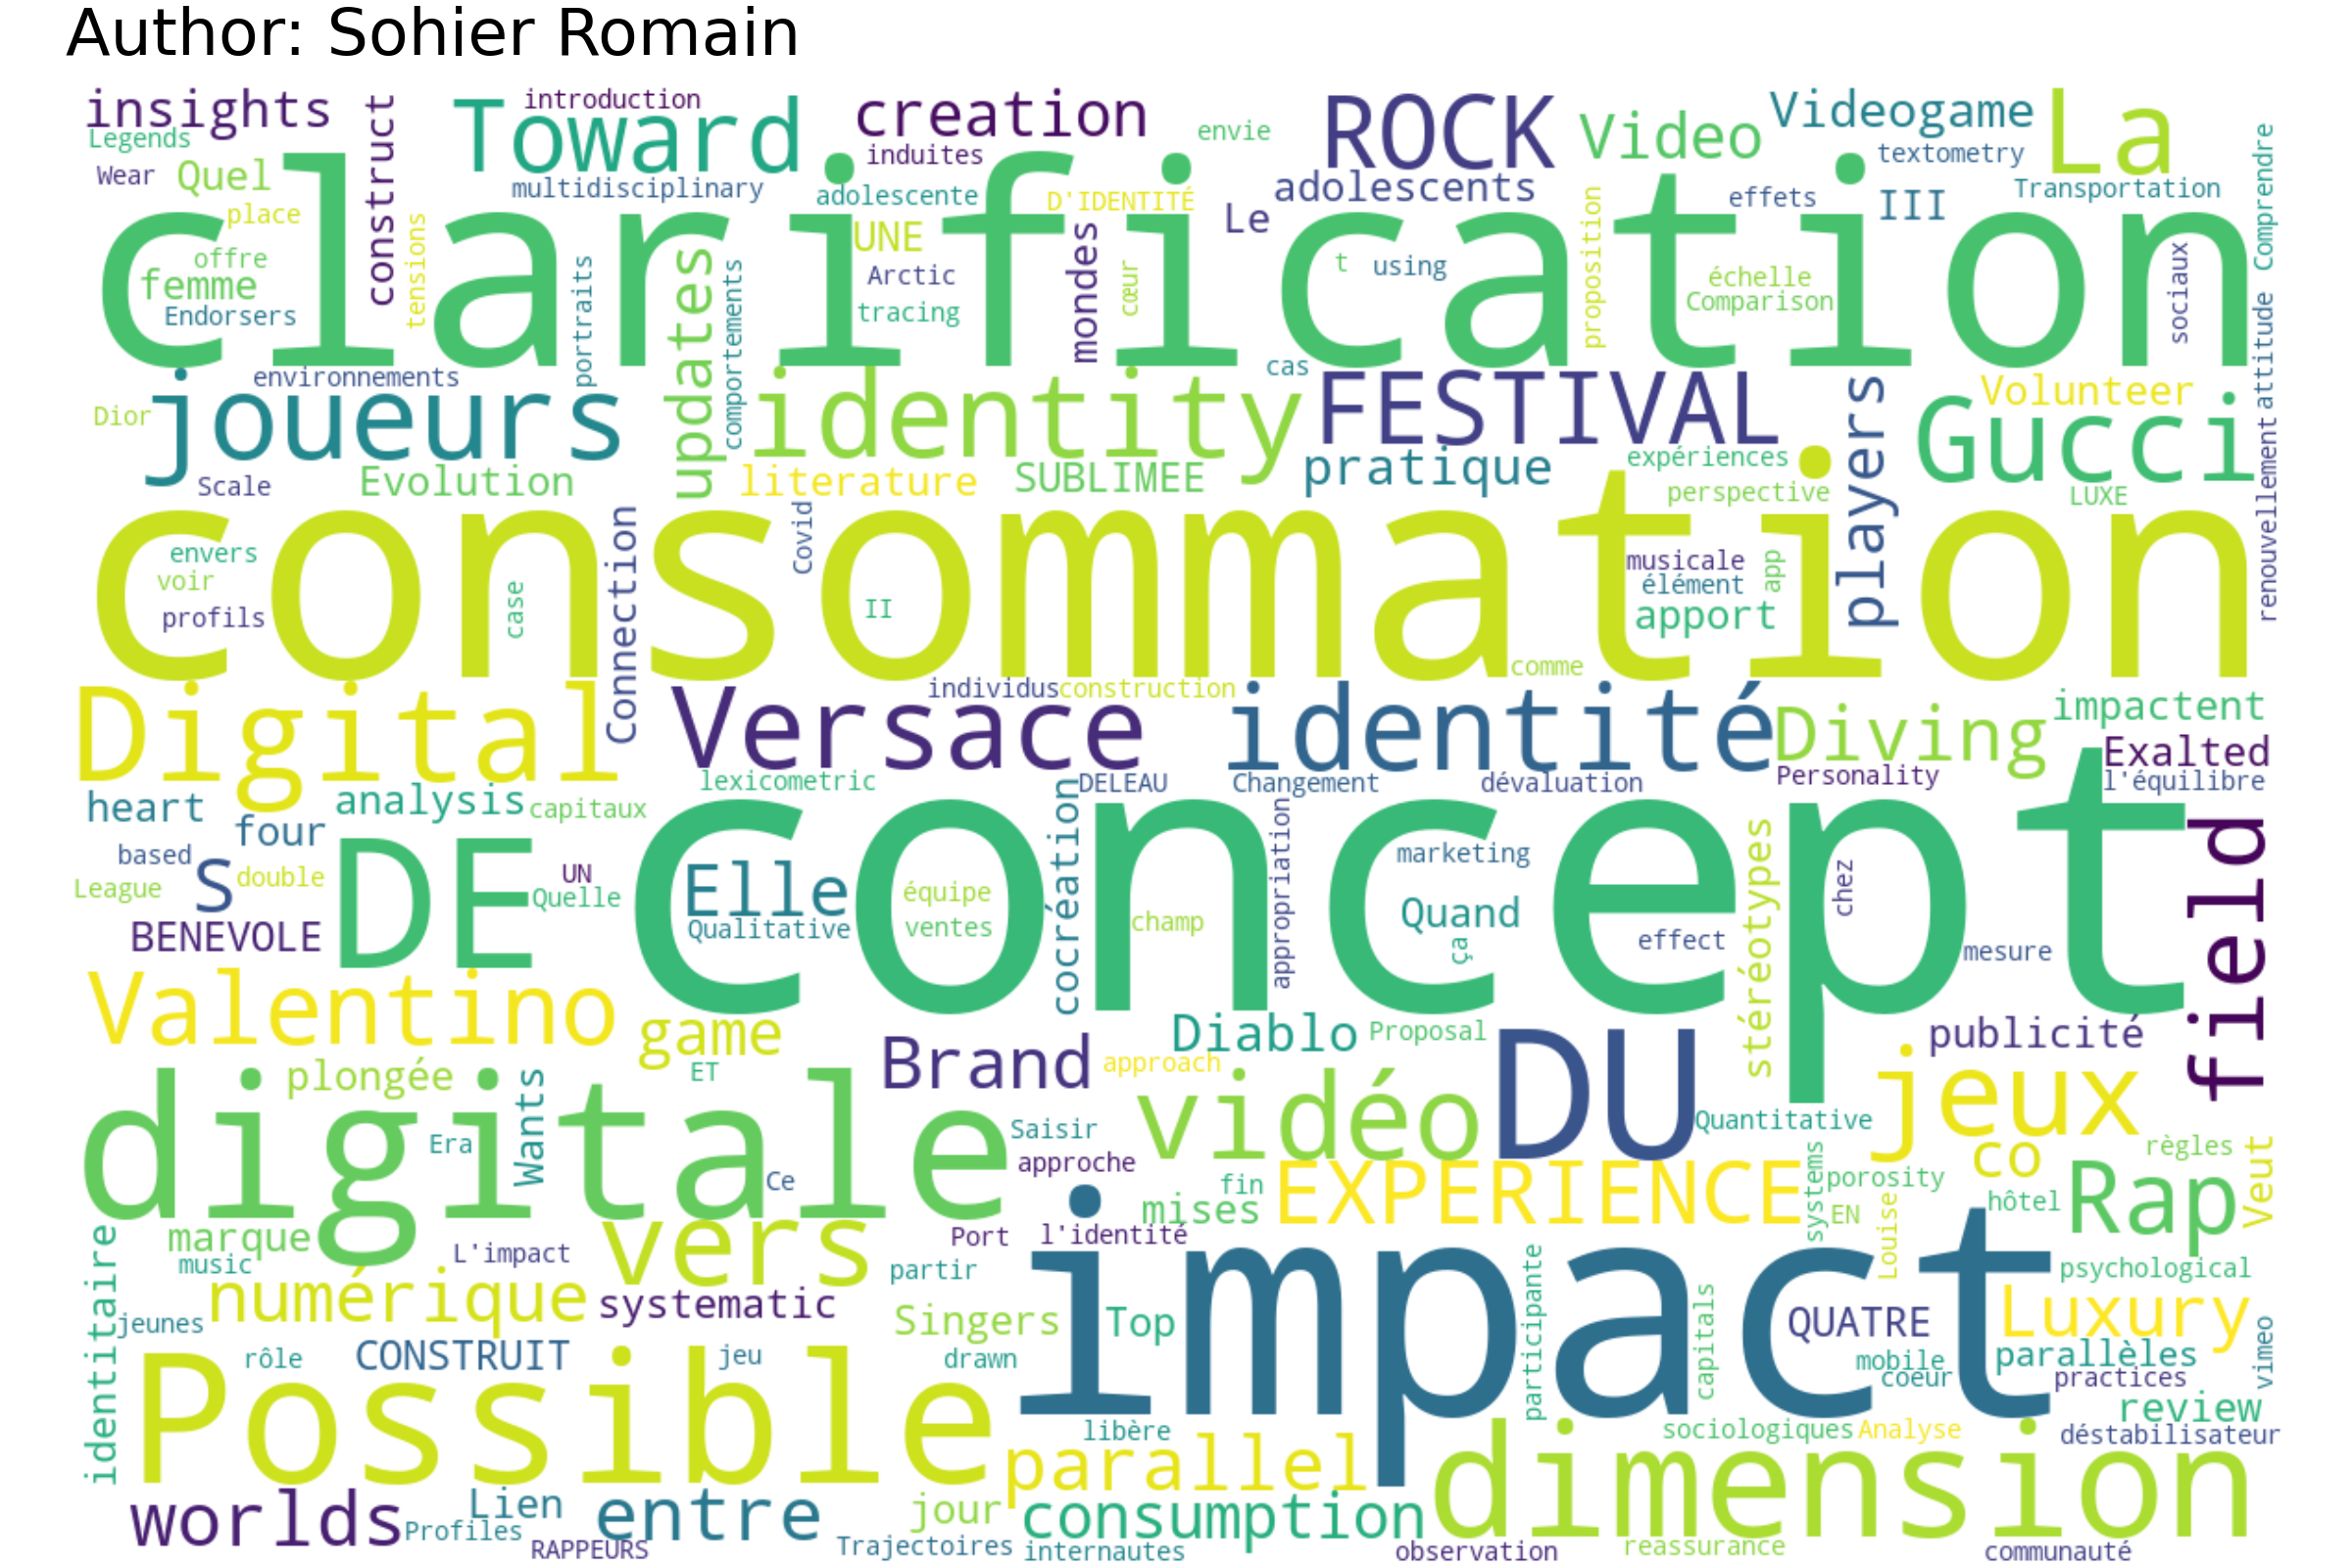 Author: Sohier Romain
insights
construct
Toward
introduction
creation
envie
ROCK
Video
Videogame
La
Legends
induites
textometry
Comprendre
Wear
Quel
multidisciplinary
adolescente
D'IDENTITÉ
adolescents
effets
III
Transportation
place
tensions
UNE
Le
proposition
clarification
offre
femme
Endorsers
portraits
updates
comportements
Arctic
tracing
mondes
cœur
t
using
échelle
Comparison
sociaux
attitude
environnements
cas
Dior
joueurs
identity
FESTIVAL
players
Volunteer
Gucci
Scale
Evolution
literature
SUBLIMEE
pratique
expériences
perspective
LUXE
renouvellement
consommation
envers
voir
profils
case
Connection
Covid
II
musicale
élément
app
apport
comme
Digital
Versace
individus
construction
identité
Diving
impactent
Exalted
lexicometric
DELEAU
Changement
dévaluation
Personality
l'équilibre
heart
analysis
capitaux
four
based
S
double
League
DE
UN
Quelle
BENEVOLE
concept
Elle
Qualitative
équipe
ventes
cocréation
champ
appropriation
marketing
Quand
ça
effect
stéréotypes
chez
mesure
field
Valentino
game
Brand
approach
Diablo
Proposal
DU
publicité
plongée
ET
digitale
Era
Wants
Ce
Saisir
approche
vidéo
Quantitative
jeux
co
règles
Veut
fin
mises
EXPERIENCE
systems
porosity
EN
Louise
hôtel
Rap
marque
music
L'impact
vers
Port
l'identité
identitaire
numérique
systematic
partir
impact
participante
capitals
psychological
jeunes
Singers
Top
QUATRE
Luxury
rôle
CONSTRUIT
jeu
drawn
mobile
coeur
parallèles
practices
vimeo
Possible
libère
sociologiques
Analyse
review
déstabilisateur
parallel
dimension
worlds
Lien
Profiles
entre
RAPPEURS
jour
consumption
Trajectoires
internautes
observation
reassurance
communauté